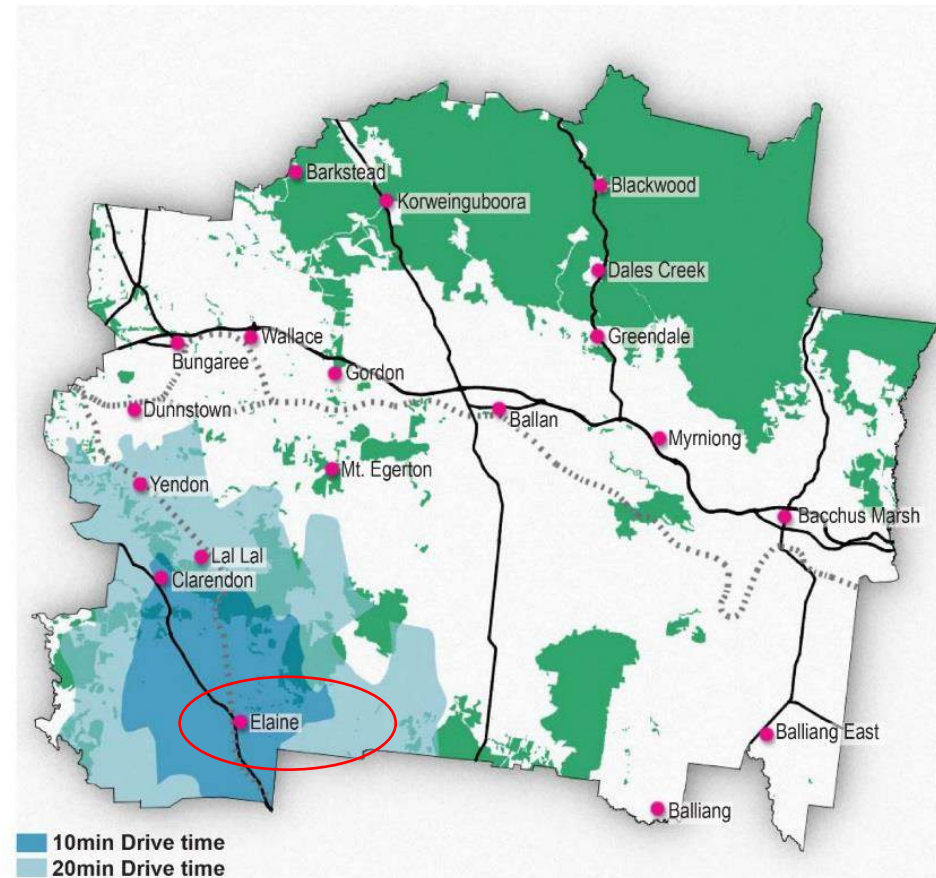 Barkstead
Blackwood
Korweinguboora
Dales Creek
Wallace
Greendale
Bungaree
Gordon
Dunnstown
Ballan
Myrniong
Mt. Egerton
Yendon
Bacchus Marsh
Lal Lal
Clarendon
Elaine
Balliang East
Balliang
10min Drive time
20min Drive time